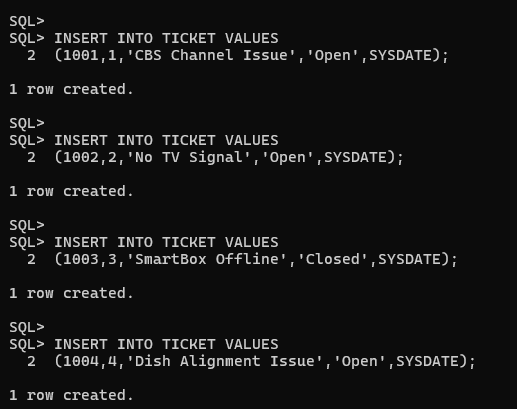 SQL>
SQL> INSERT INTO TICKET VALUES
  2  (1001,1,'CBS Channel Issue','Open',SYSDATE);
1 row created.
SQL>
SQL> INSERT INTO TICKET VALUES
  2  (1002,2,'No TV Signal','Open',SYSDATE);
1 row created.
SQL>
SQL> INSERT INTO TICKET VALUES
  2  (1003,3,'SmartBox Offline','Closed',SYSDATE);
1 row created.
SQL>
SQL> INSERT INTO TICKET VALUES
  2  (1004,4,'Dish Alignment Issue','Open',SYSDATE);
1 row created.